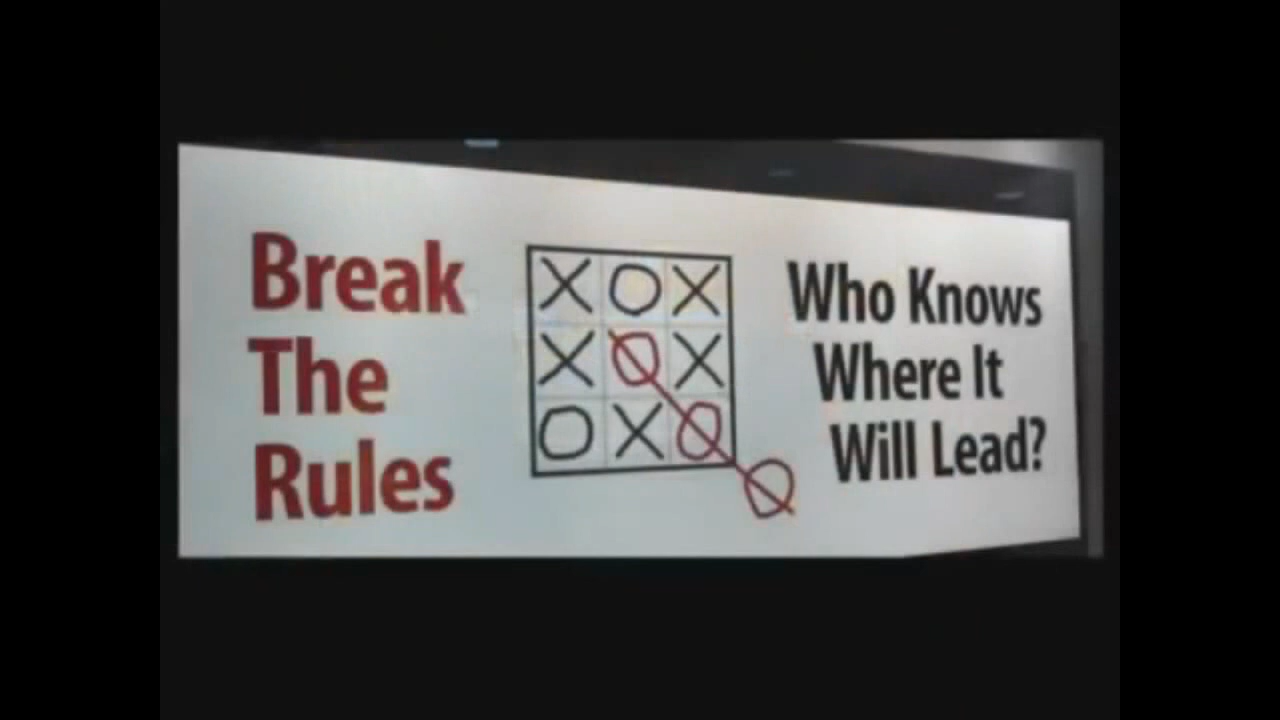 Break
The
Rules
X O X
X O X
O X O
O
Who Knows
Where It
Will Lead?